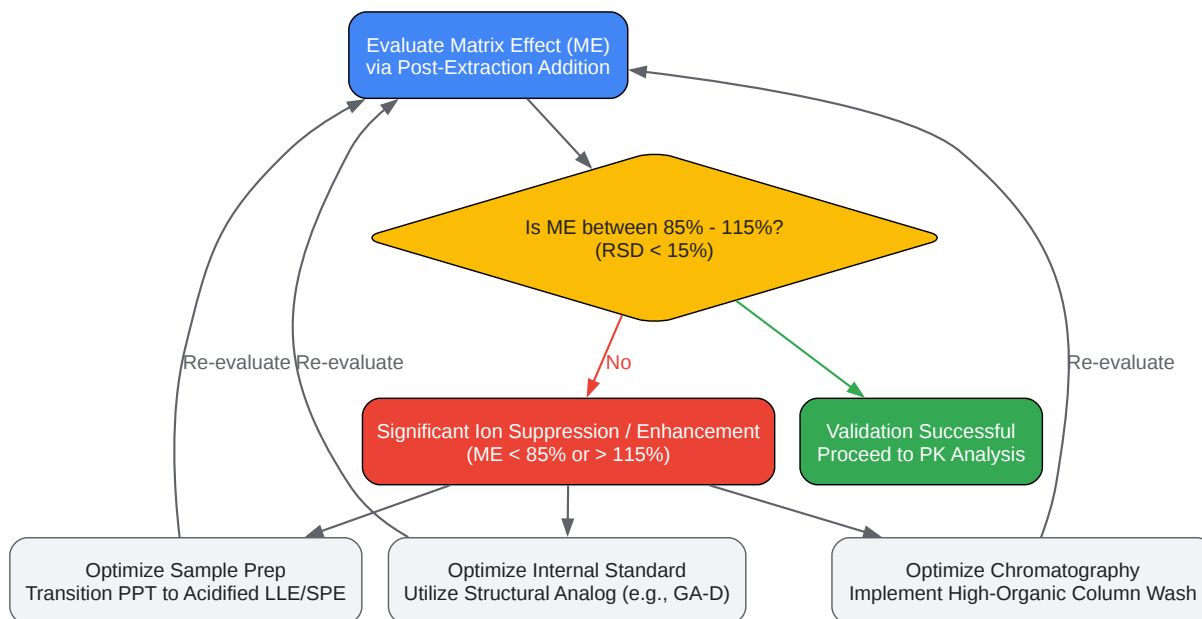 Evaluate Matrix Effect (ME)
via Post-Extraction Addition
Is ME between 85% - 115%?
(RSD < 15%)
Re-evaluate
Re-evaluate
No
Re-evaluate
Significant Ion Suppression / Enhancement
(ME < 85% or > 115%)
Validation Successful
Proceed to PK Analysis
Optimize Sample Prep
Transition PPT to Acidified LLE/SPE
Optimize Internal Standard
Utilize Structural Analog (e.g., GA-D)
Optimize Chromatography
Implement High-Organic Column Wash